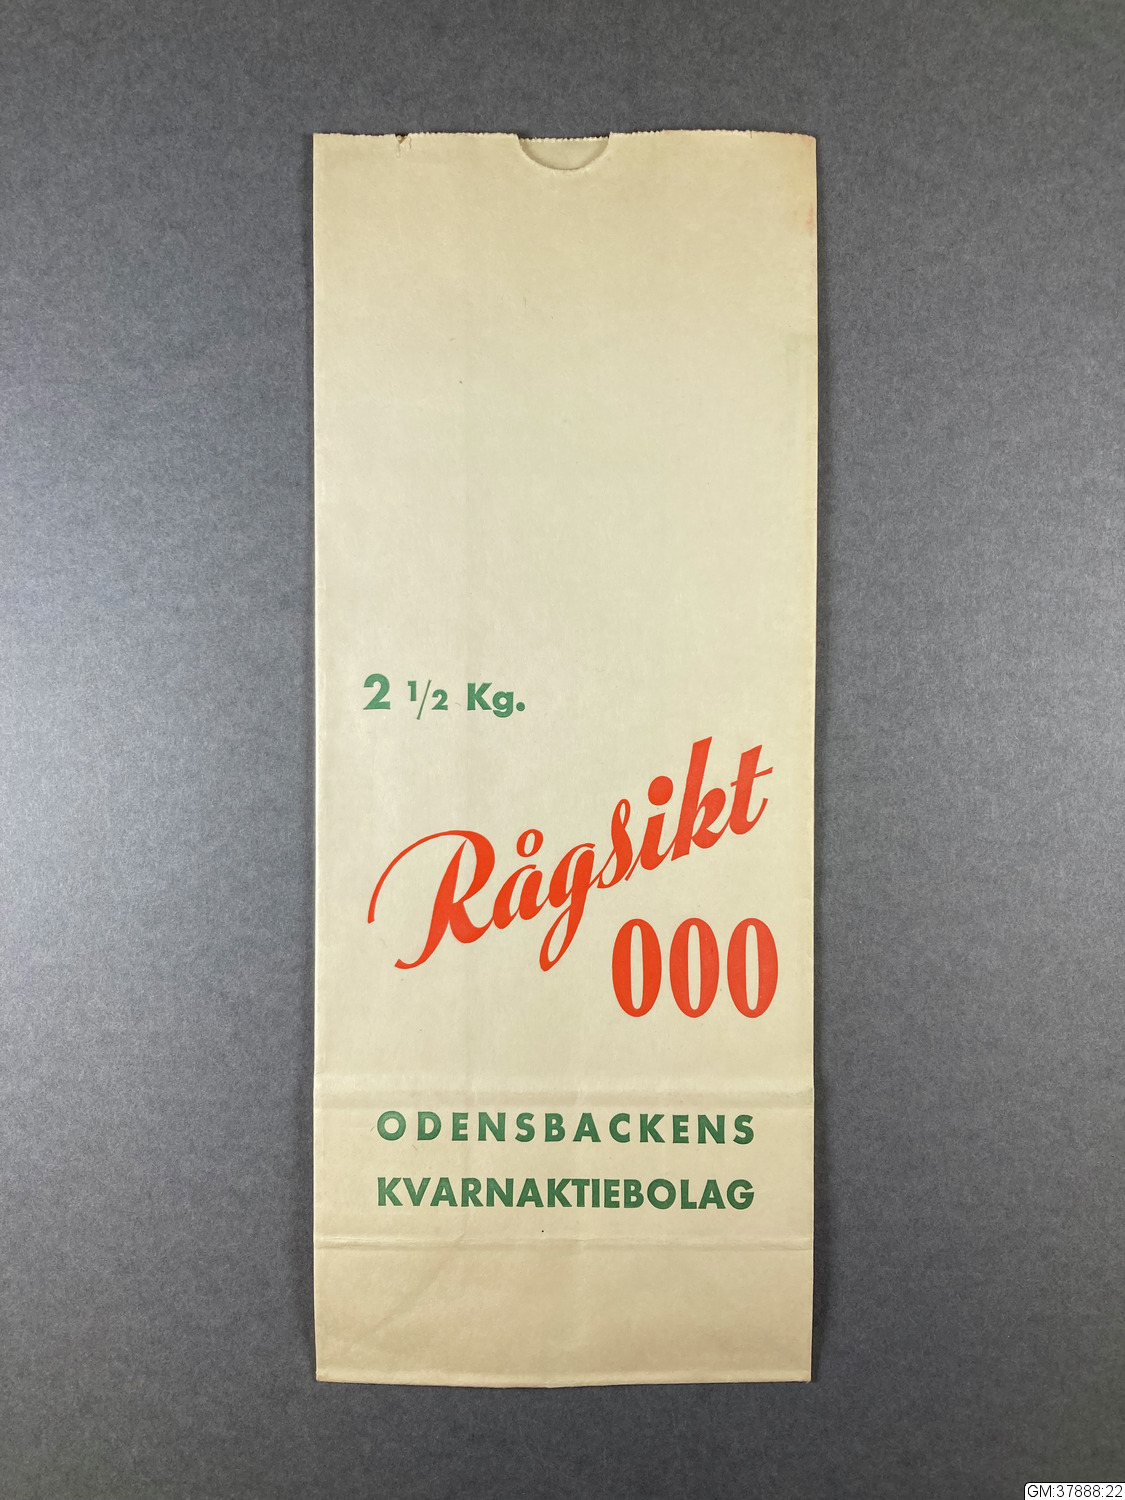 2 1/2 Kg.
Rågsikt
000
ODENSBACKENS
KVARNAKTIEBOLAG
GM:37888:22